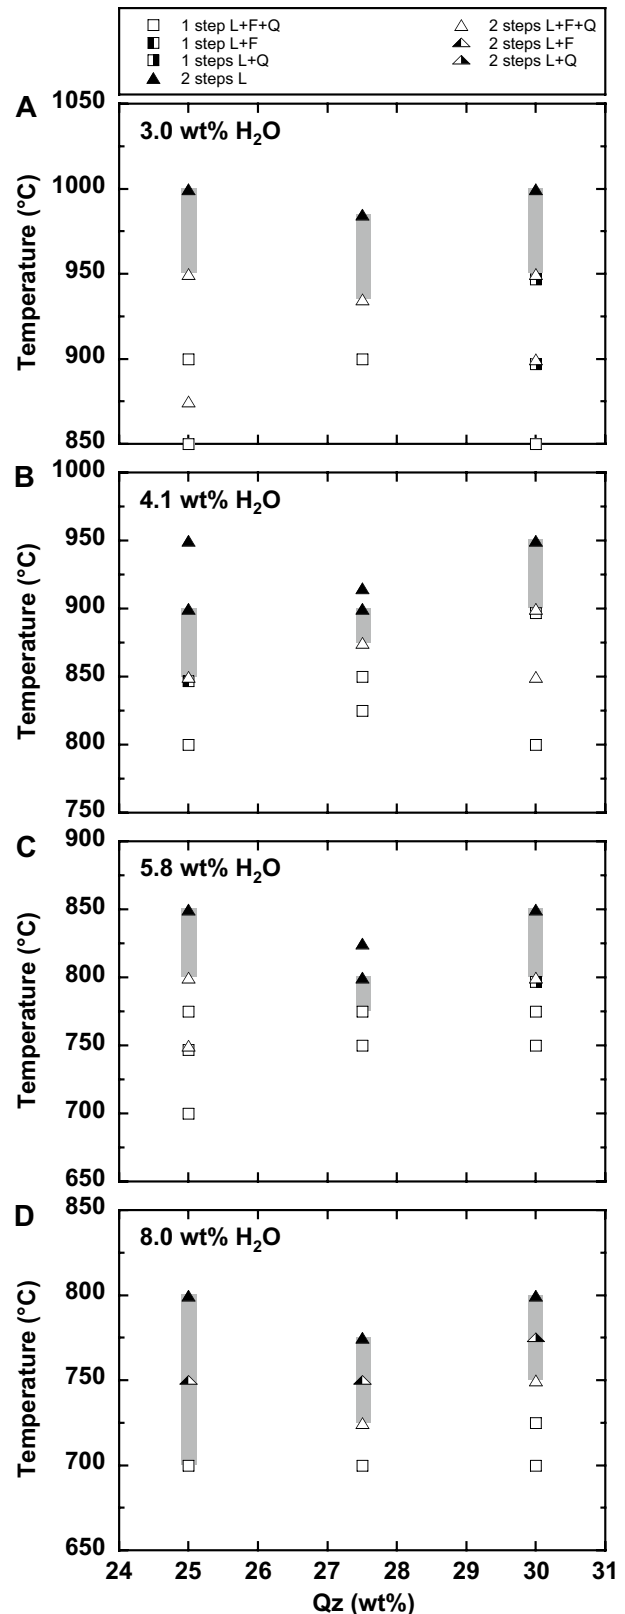 1 step L+F+Q
2 steps L+F+Q
1 step L+F
2 steps L+F
1 steps L+Q
2 steps L+Q
2 steps L
A
1050
3.0 wt% H₂O
1000
950
900
850
Temperature (°C)
B
1000
4.1 wt% H₂O
950
900
850
800
750
Temperature (°C)
C
900
5.8 wt% H₂O
850
800
750
700
650
Temperature (°C)
D
850
8.0 wt% H₂O
800
750
700
650
Temperature (°C)
24 25 26 27 28 29 30 31
Qz (wt%)